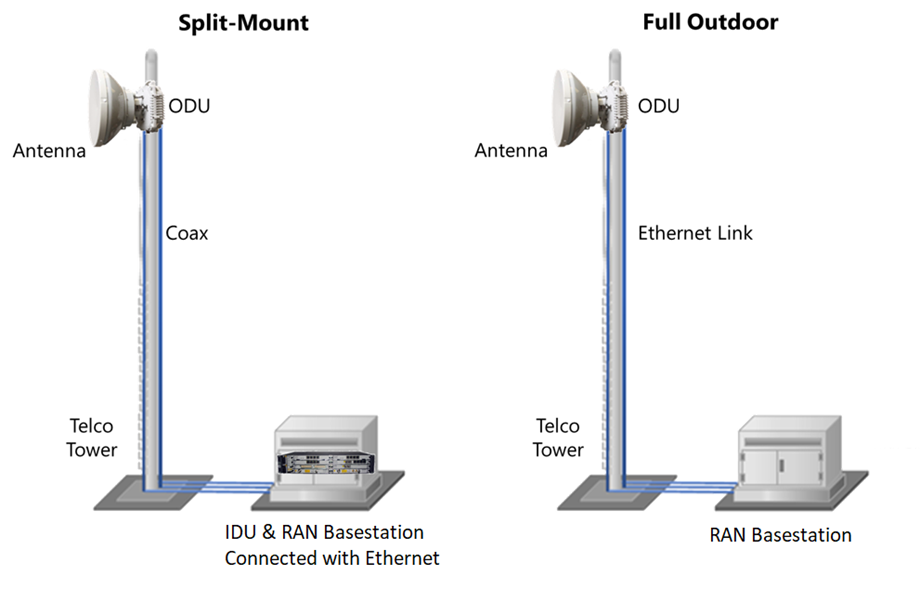 Split-Mount
ODU
Antenna
Coax
Telco
Tower
IDU & RAN Basestation
Connected with Ethernet
Full Outdoor
ODU
Antenna
Ethernet Link
Telco
Tower
RAN Basestation